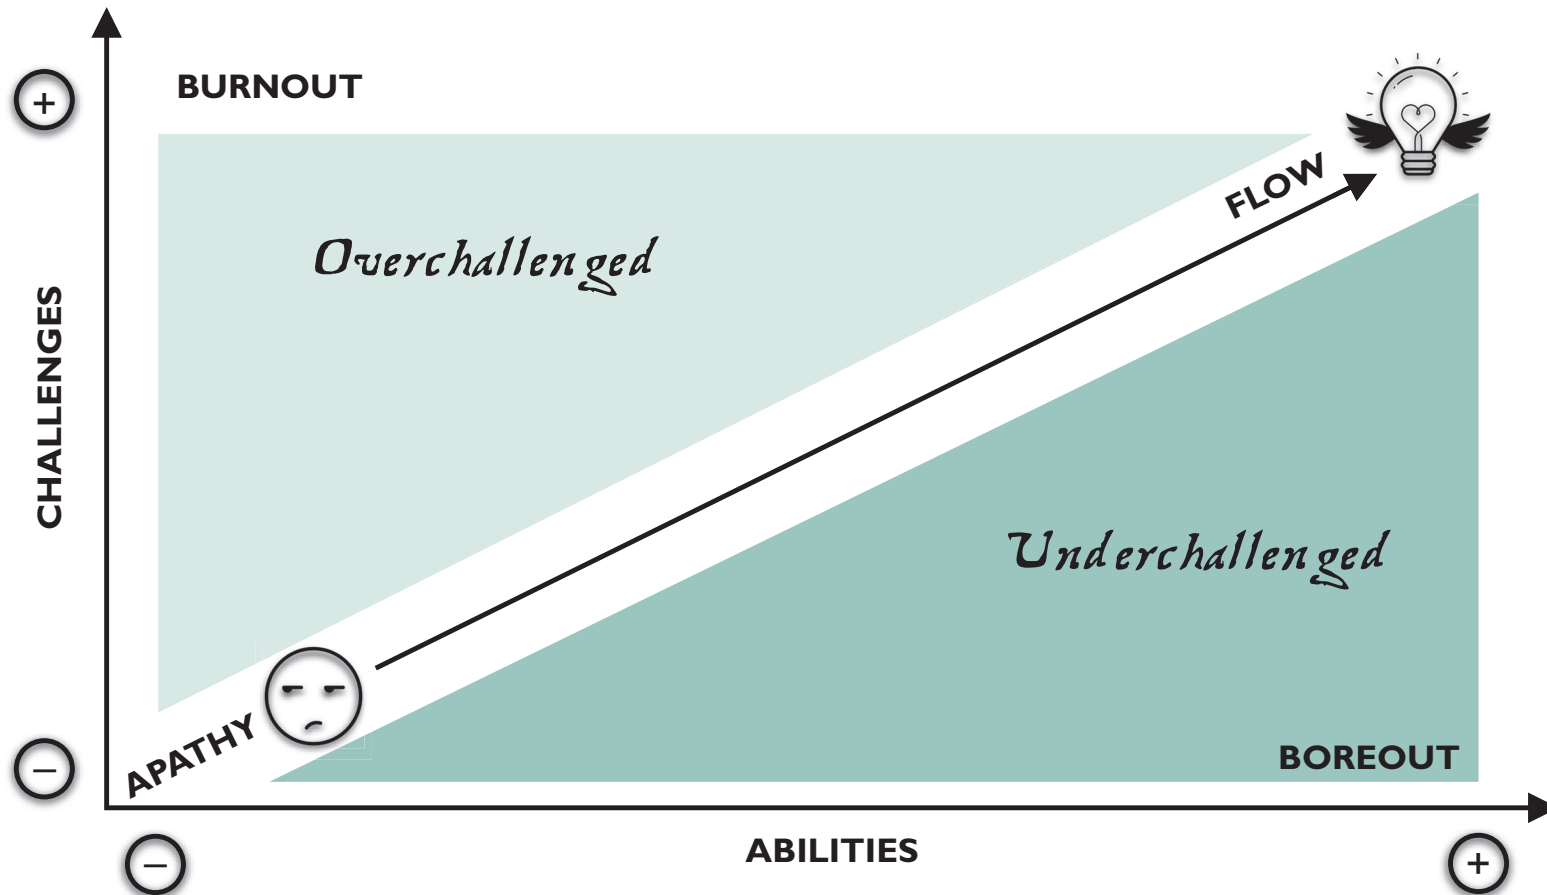 +
BURNOUT
FLOW
Overchallenged
CHALLENGES
Underchallenged
APATHY
BOREOUT
–
ABILITIES
–
+